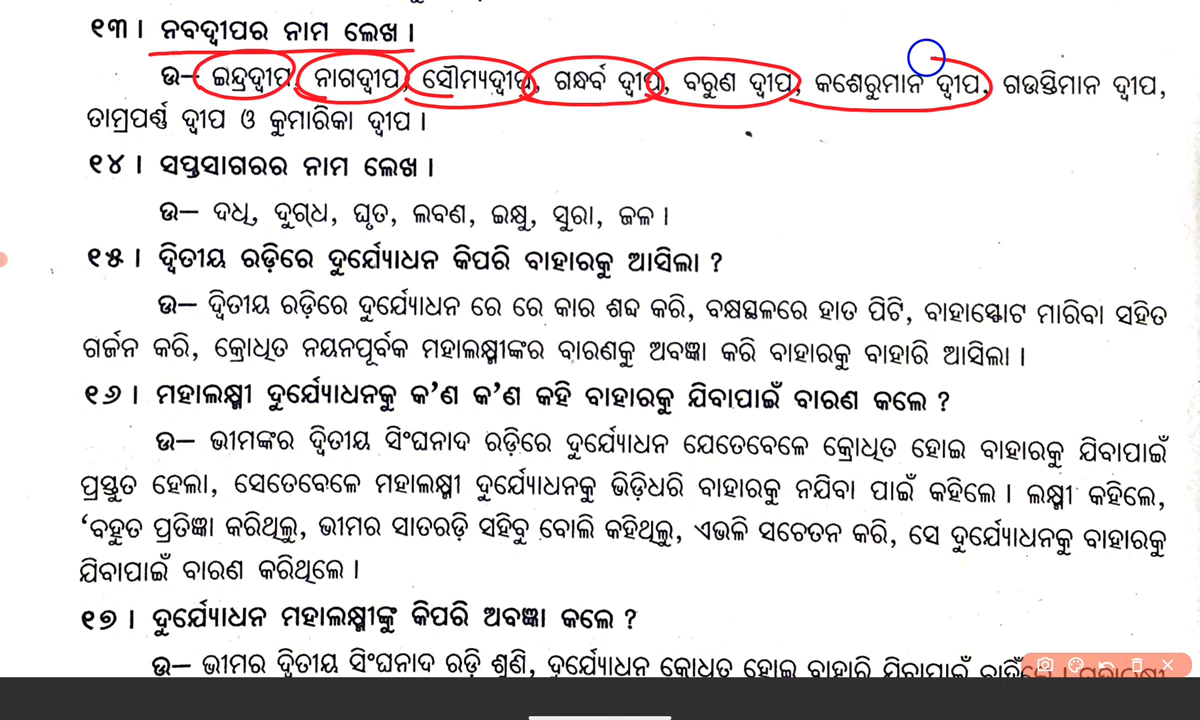 ୧୩। ନବଦ୍ୱୀପର ନାମ ଲେଖ।
ଉ— ଇନ୍ଦ୍ରଦ୍ୱୀପ, ନାଗଦ୍ୱୀପ, ସୌମ୍ୟଦ୍ୱୀପ, ଗନ୍ଧର୍ବ ଦ୍ୱୀପ, ବରୁଣ ଦ୍ୱୀପ, କଶେରୁମାନ ଦ୍ୱୀପ, ଗଉସ୍ତିମାନ ଦ୍ୱୀପ,
ତାମ୍ରପର୍ଣ୍ଣ ଦ୍ୱୀପ ଓ କୁମାରିକା ଦ୍ୱୀପ।
୧୪। ସପ୍ତସାଗରର ନାମ ଲେଖ।
ଉ— ଦଧି, ଦୁଗ୍ଧ, ଘୃତ, ଲବଣ, ଇକ୍ଷୁ, ସୁରା, ଜଳ।
୧୫। ଦ୍ୱିତୀୟ ରଡ଼ିରେ ଦୁର୍ଯ୍ୟୋଧନ କିପରି ବାହାରକୁ ଆସିଲା ?
ଉ— ଦ୍ୱିତୀୟ ରଡ଼ିରେ ଦୁର୍ଯ୍ୟୋଧନ ରେ ରେ କାର ଶବ୍ଦ କରି, ବକ୍ଷସ୍ଥଳରେ ହାତ ପିଟି, ବାହାସ୍ଫୋଟ ମାରିବା ସହିତ
ଗର୍ଜନ କରି, କ୍ରୋଧିତ ନୟନପୂର୍ବକ ମହାଲକ୍ଷ୍ମୀଙ୍କର ବାରଣକୁ ଅବଜ୍ଞା କରି ବାହାରକୁ ବାହାରି ଆସିଲା।
୧୬। ମହାଲକ୍ଷ୍ମୀ ଦୁର୍ଯ୍ୟୋଧନକୁ କ'ଣ କ'ଣ କହି ବାହାରକୁ ଯିବାପାଇଁ ବାରଣ କଲେ ?
ଉ— ଭୀମଙ୍କର ଦ୍ୱିତୀୟ ସିଂଘନାଦ ରଡ଼ିରେ ଦୁର୍ଯ୍ୟୋଧନ ଯେତେବେଳେ କ୍ରୋଧିତ ହୋଇ ବାହାରକୁ ଯିବାପାଇଁ
ପ୍ରସ୍ତୁତ ହେଲା, ସେତେବେଳେ ମହାଲକ୍ଷ୍ମୀ ଦୁର୍ଯ୍ୟୋଧନକୁ ଭିଡ଼ିଧରି ବାହାରକୁ ନଯିବା ପାଇଁ କହିଲେ। ଲକ୍ଷ୍ମୀ କହିଲେ,
‘ବହୁତ ପ୍ରତିଜ୍ଞା କରିଥିଲୁ, ଭୀମର ସାତରଡ଼ି ସହିବୁ ବୋଲି କହିଥିଲୁ, ଏଭଳି ସଚେତନ କରି, ସେ ଦୁର୍ଯ୍ୟୋଧନକୁ ବାହାରକୁ
ଯିବାପାଇଁ ବାରଣ କରିଥିଲେ।
୧୭। ଦୁର୍ଯ୍ୟୋଧନ ମହାଲକ୍ଷ୍ମୀଙ୍କୁ କିପରି ଅବଜ୍ଞା କଲେ ?
ଉ— ଭୀମର ଦ୍ୱିତୀୟ ସିଂଘନାଦ ରଡ଼ି ଶୁଣି, ଦୁର୍ଯ୍ୟୋଧନ କ୍ରୋଧିତ ହୋଇ ବାହାରି ଯିବାପାଇଁ